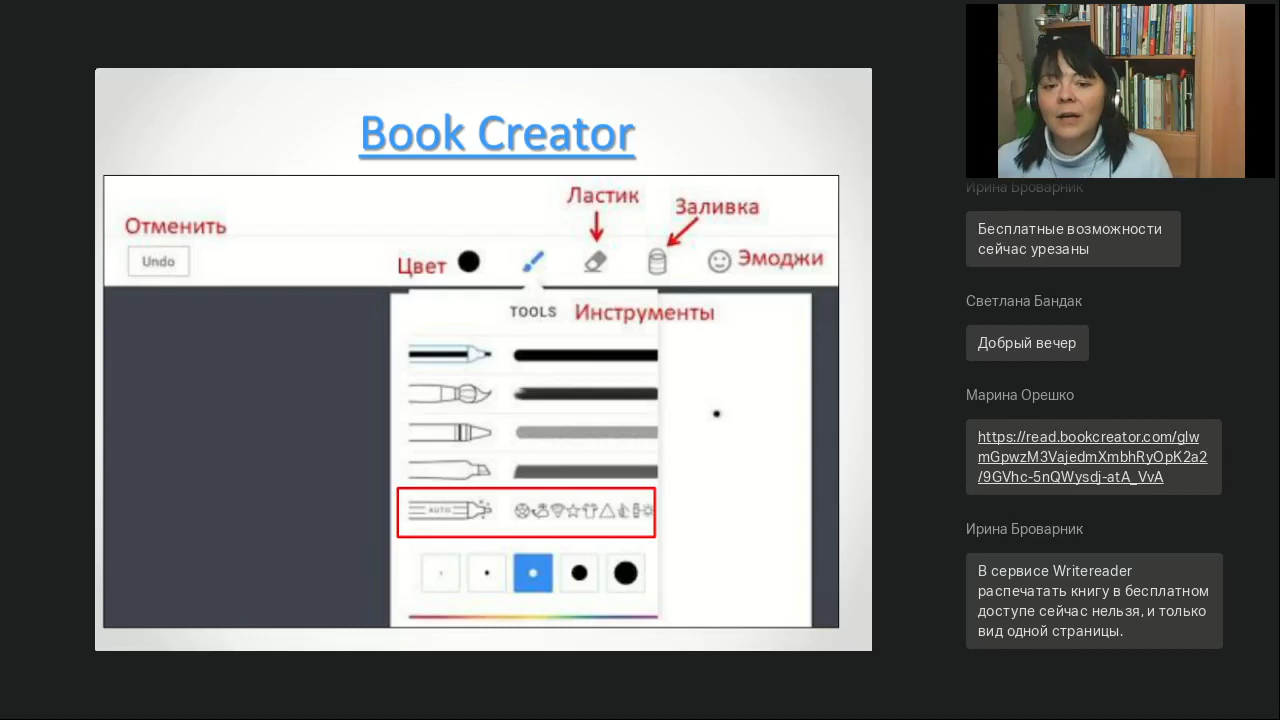 Book Creator
Ластик
Заливка
Отменить
Undo
Цвет
Эмоджи
TOOLS
Инструменты
AUTO
Ирина Броварник
Бесплатные возможности
сейчас урезаны
Светлана Бандак
Добрый вечер
Марина Орешко
https://read.bookcreator.com/glw
mGpwzM3VajedmXmbhRyOpK2a2
/9GVhc-5nQWysdj-atA_VvA
Ирина Броварник
В сервисе Writereader
распечатать книгу в бесплатном
доступе сейчас нельзя, и только
вид одной страницы.